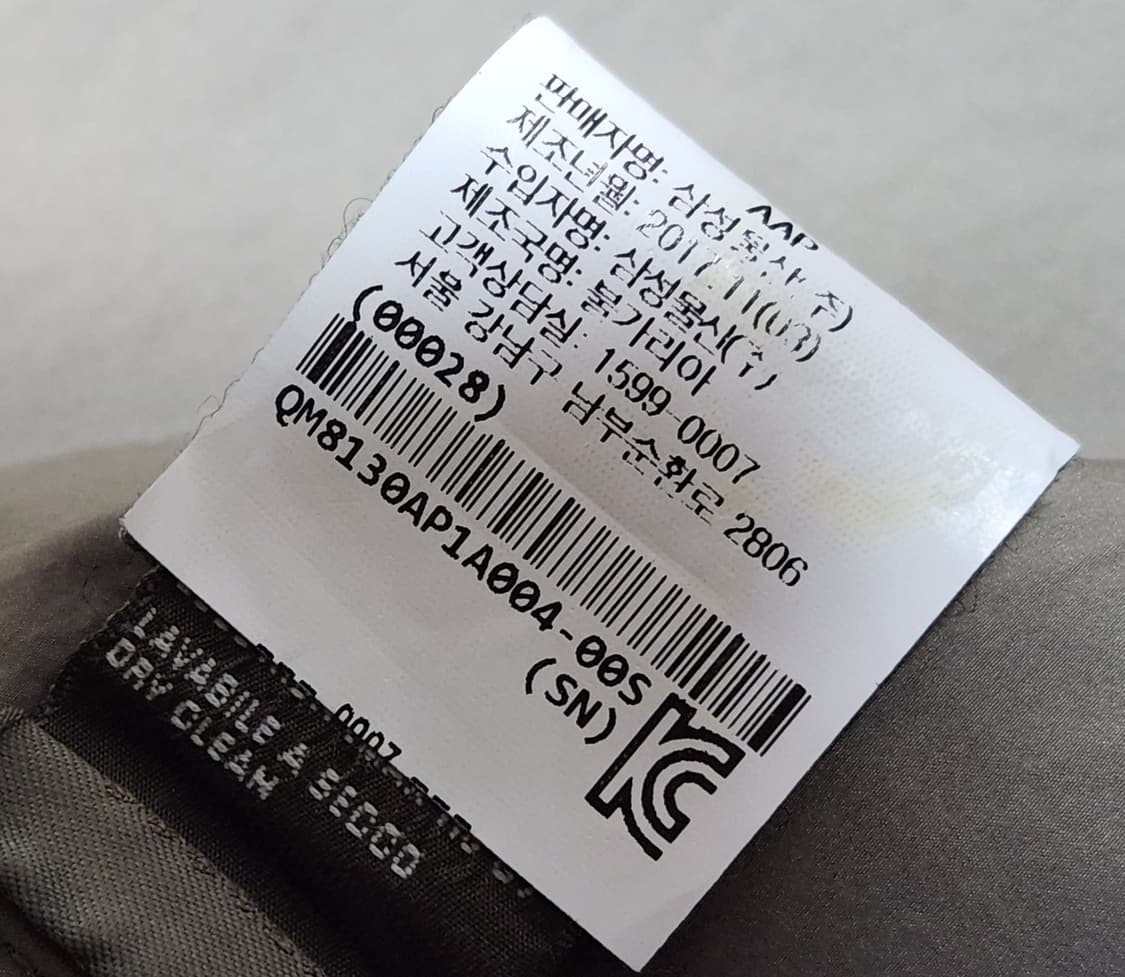 AAP
판매자명: 삼성물산(주)
제조년월: 2017.11(03)
수입자명: 삼성물산(주)
제조국명: 불가리아
고객상담실: 1599-0007
서울 강남구 남부순환로 2806
(00028)
QM8130AP1A004-00S
(SN)
0007
LAVABILE A SECCO
DRY CLEAN